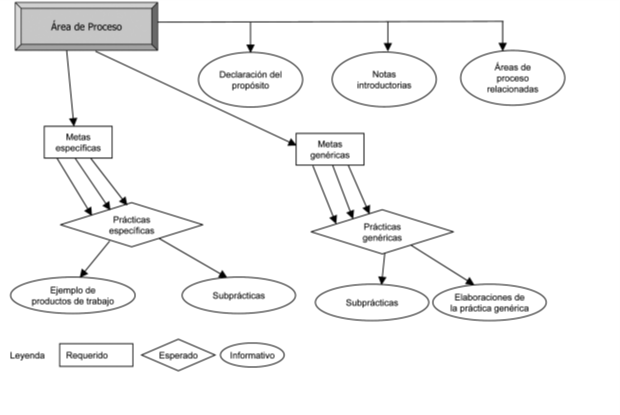 Área de Proceso
Declaración del
propósito
Notas
introductorias
Áreas de
proceso
relacionadas
Metas
específicas
Metas
genéricas
Prácticas
específicas
Prácticas
genéricas
Ejemplo de
productos de trabajo
Subprácticas
Subprácticas
Elaboraciones de
la práctica genérica
Leyenda
Requerido
Esperado
Informativo